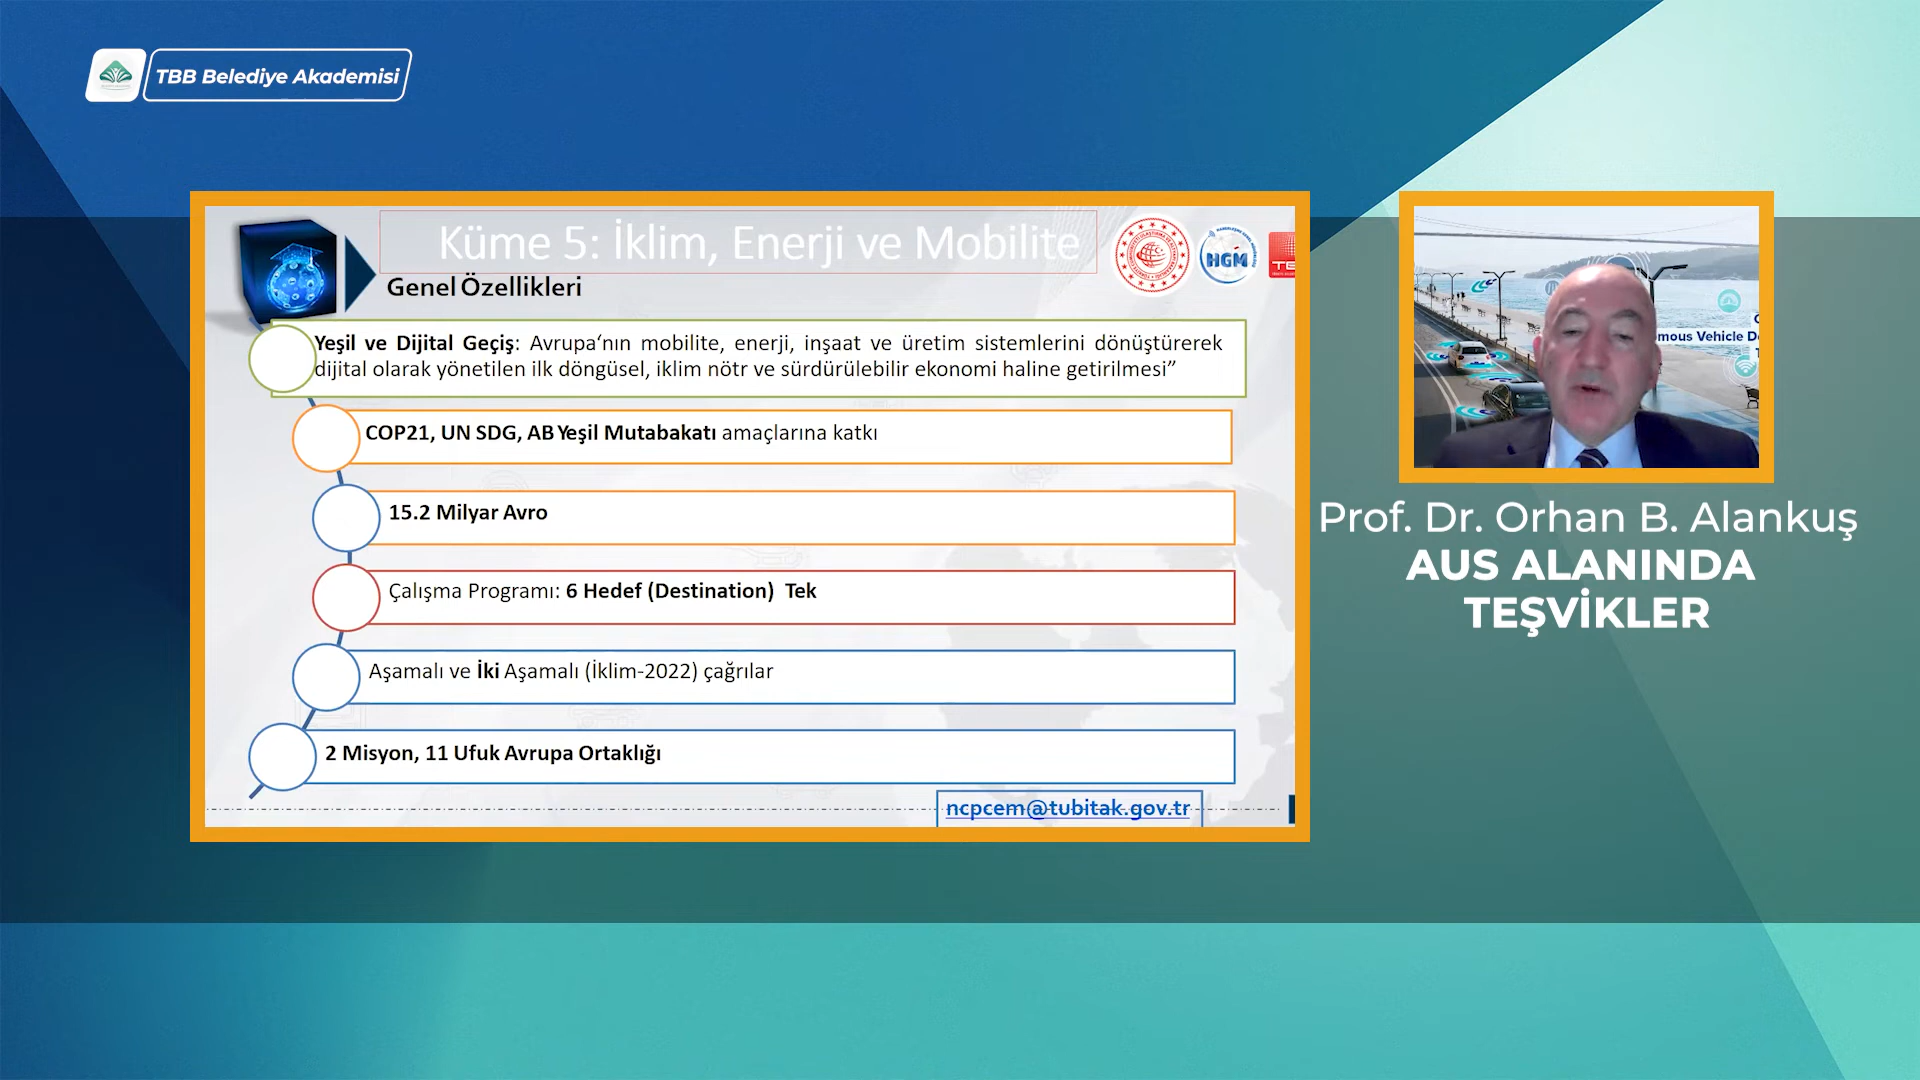 TBB Belediye Akademisi
Küme 5: İklim, Enerji ve Mobilite
Genel Özellikleri
HGM
Yeşil ve Dijital Geçiş: Avrupa‘nın mobilite, enerji, inşaat ve üretim sistemlerini dönüştürerek
dijital olarak yönetilen ilk döngüsel, iklim nötr ve sürdürülebilir ekonomi haline getirilmesi”
COP21, UN SDG, AB Yeşil Mutabakatı amaçlarına katkı
15.2 Milyar Avro
Çalışma Programı: 6 Hedef (Destination) Tek
Aşamalı ve İki Aşamalı (İklim-2022) çağrılar
2 Misyon, 11 Ufuk Avrupa Ortaklığı
ncpcem@tubitak.gov.tr
mous Vehicle D
Prof. Dr. Orhan B. Alankuş
AUS ALANINDA
TEŞVİKLER